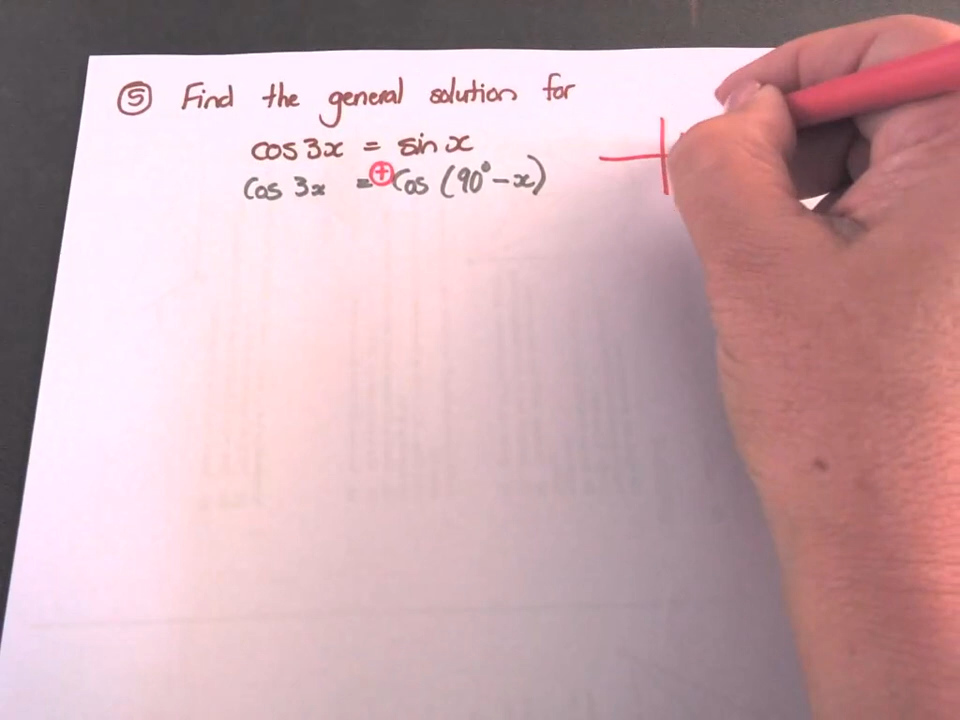 ⑤ Find the general solution for
cos 3x = sin x
Cos 3x = + Cos (90° - x)